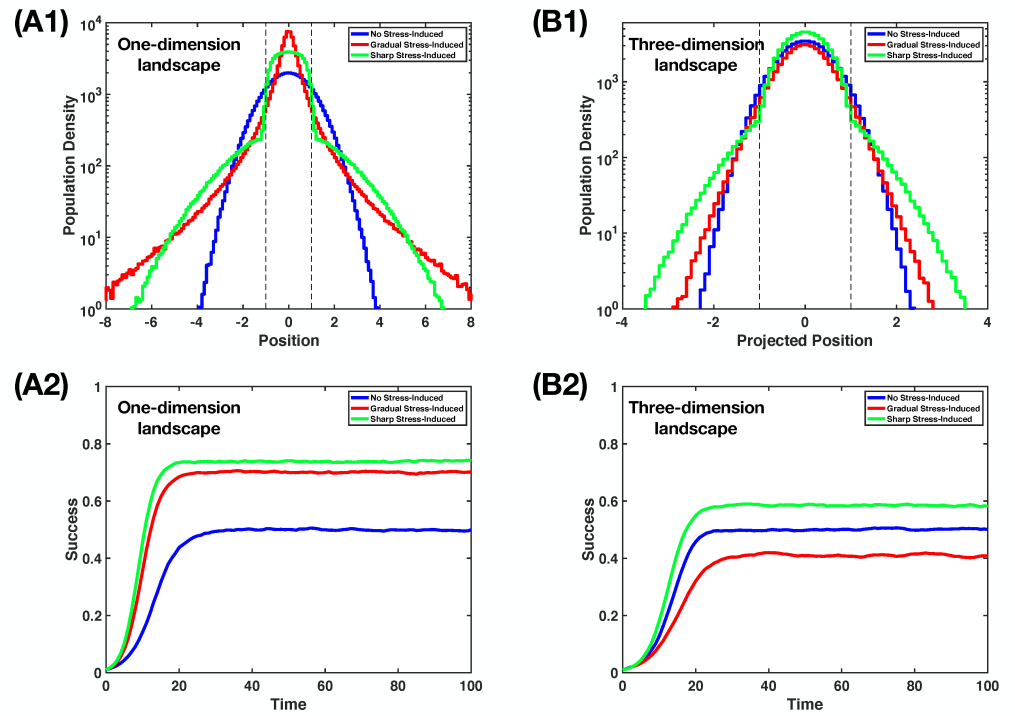 (A1)
One-dimension
landscape
No Stress-Induced
Gradual Stress-Induced
Sharp Stress-Induced
Population Density
10^4
10^3
10^2
10^1
10^0
-8 -6 -4 -2 0 2 4 6 8
Position
(B1)
Three-dimension
landscape
No Stress-Induced
Gradual Stress-Induced
Sharp Stress-Induced
Population Density
10^3
10^2
10^1
10^0
-4 -2 0 2 4
Projected Position
(A2)
One-dimension
landscape
No Stress-Induced
Gradual Stress-Induced
Sharp Stress-Induced
Success
1
0.8
0.6
0.4
0.2
0
0 20 40 60 80 100
Time
(B2)
Three-dimension
landscape
No Stress-Induced
Gradual Stress-Induced
Sharp Stress-Induced
Success
1
0.8
0.6
0.4
0.2
0
0 20 40 60 80 100
Time